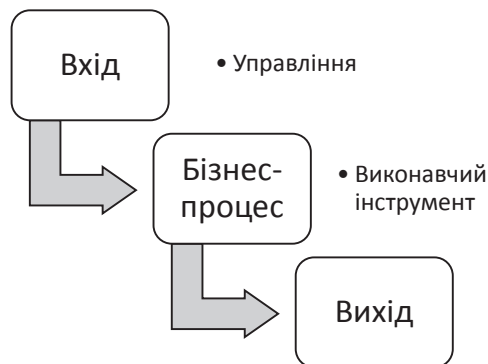 Вхід
• Управління
Бізнес-
процес
• Виконавчий
інструмент
Вихід